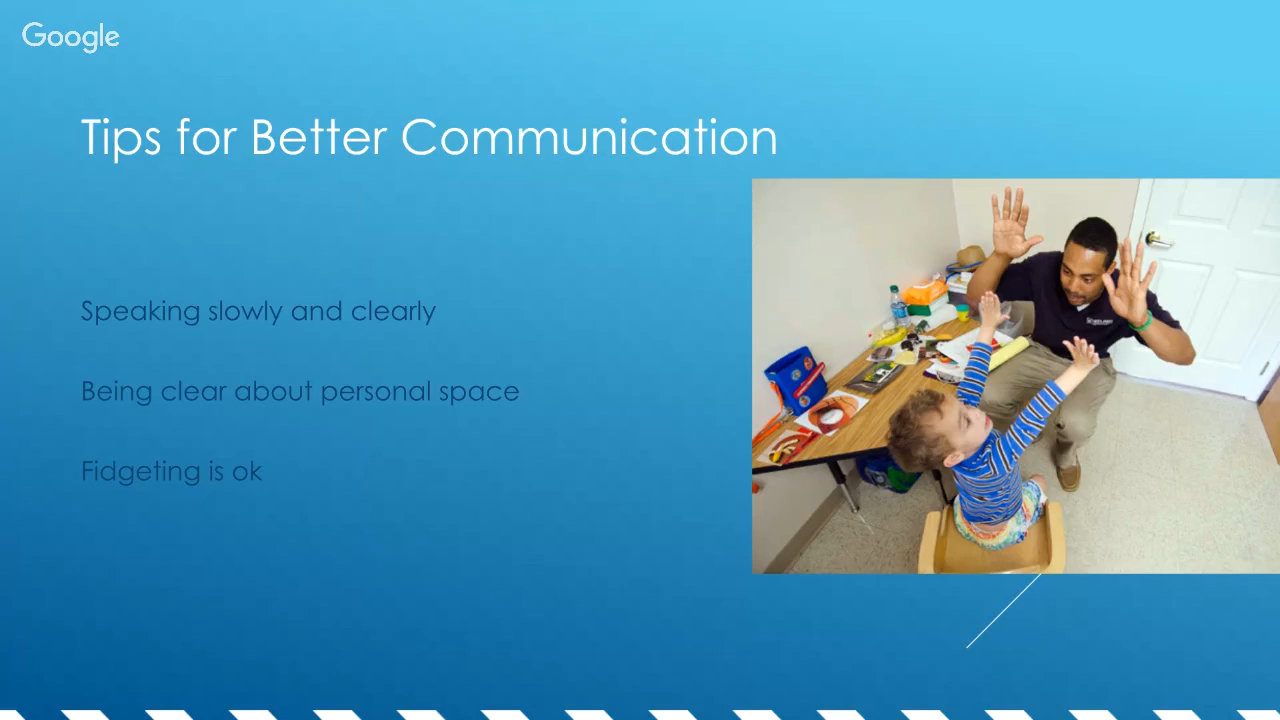 Google
Tips for Better Communication
Speaking slowly and clearly
Being clear about personal space
Fidgeting is ok